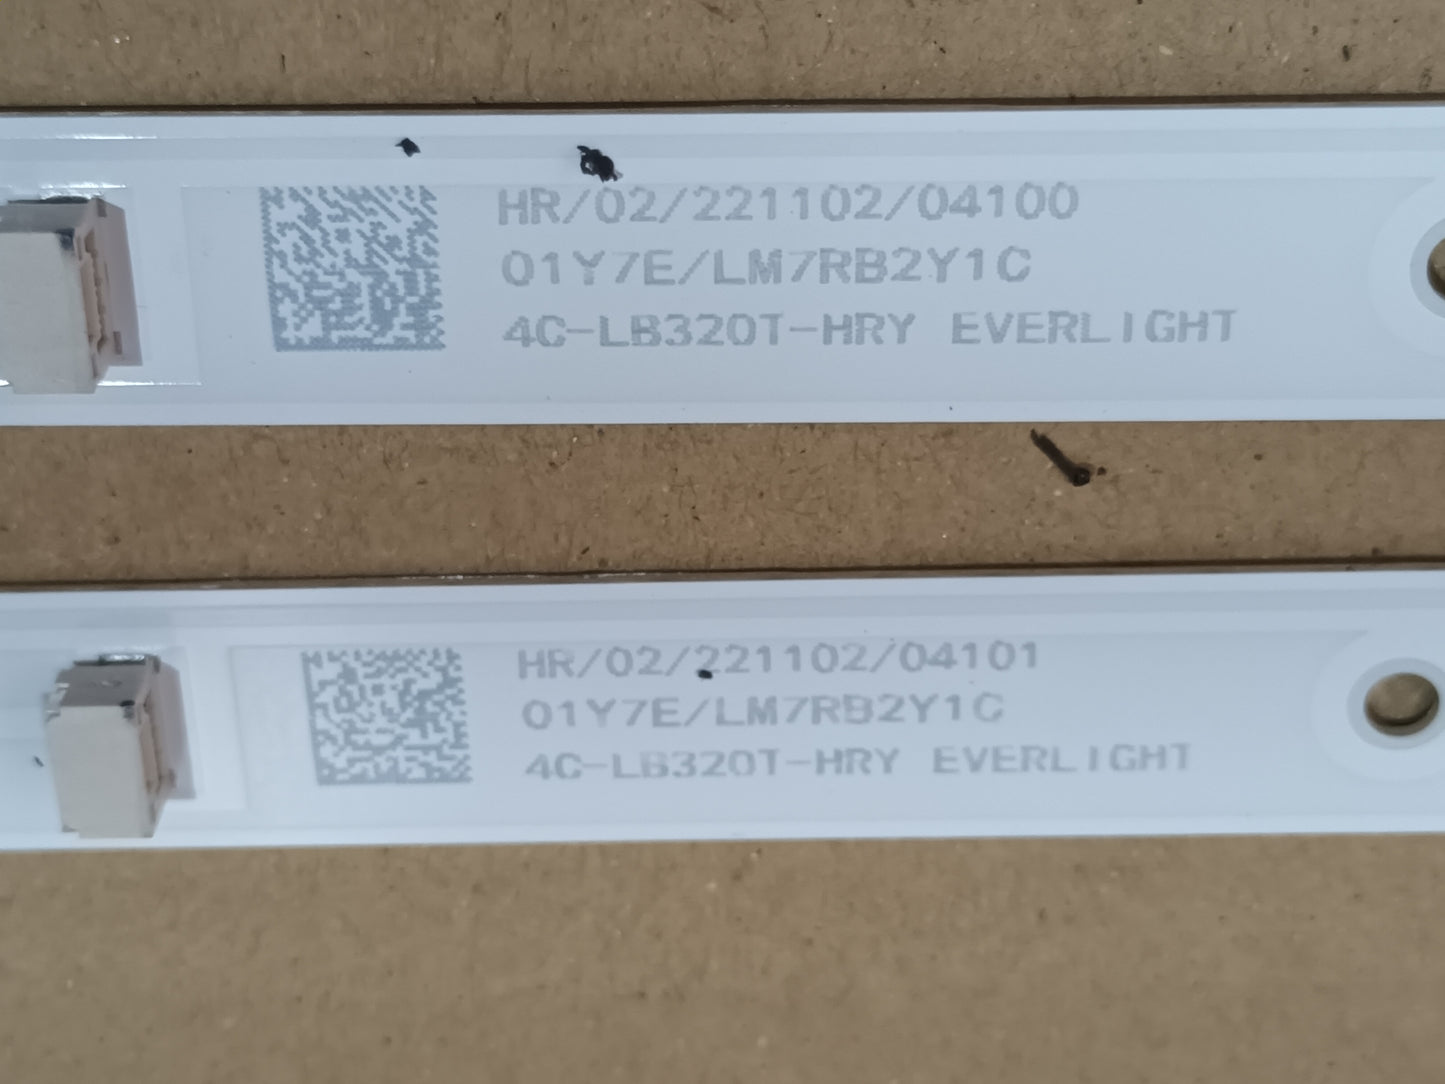 HR/02/221102/04100
01Y7E/LM7RB2Y1C
4C-LB320T-HRY EVERLIGHT
HR/02/221102/04101
01Y7E/LM7RB2Y1C
4C-LB320T-HRY EVERLIGHT